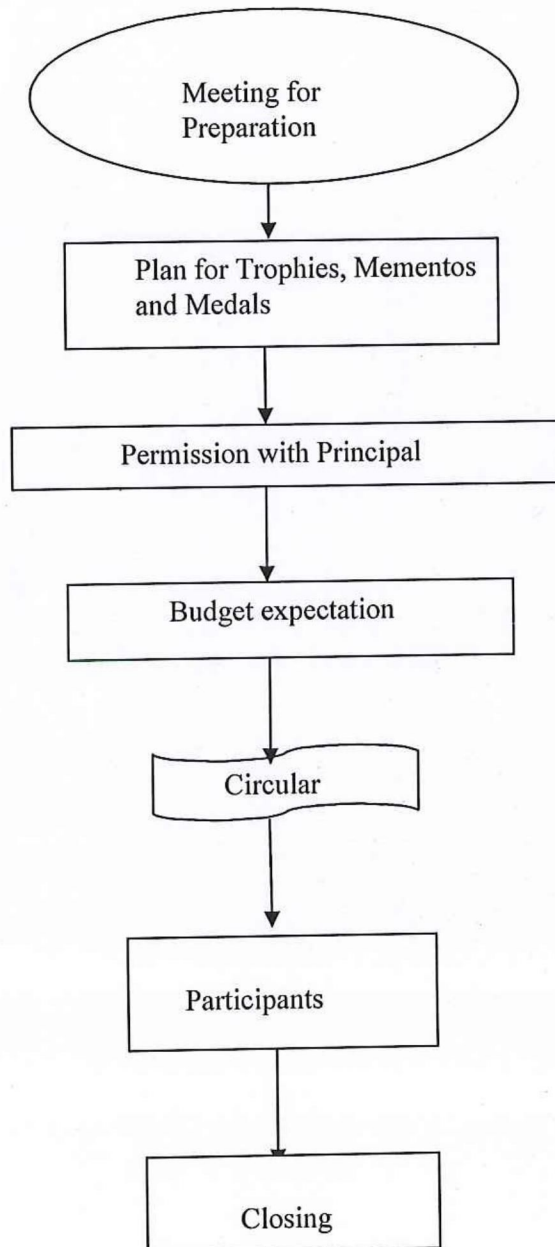 Meeting for
Preparation
Plan for Trophies, Mementos
and Medals
Permission with Principal
Budget expectation
Circular
Participants
Closing